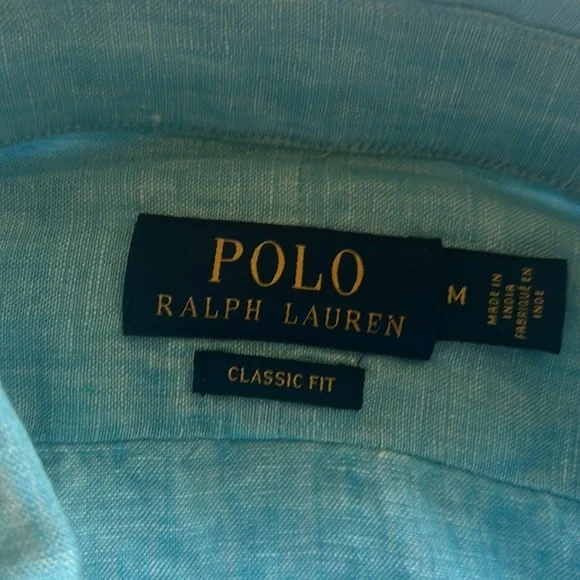 POLO
RALPH LAUREN
M
MADE IN
INDIA
FABRIQUÉ EN
INDE
CLASSIC FIT